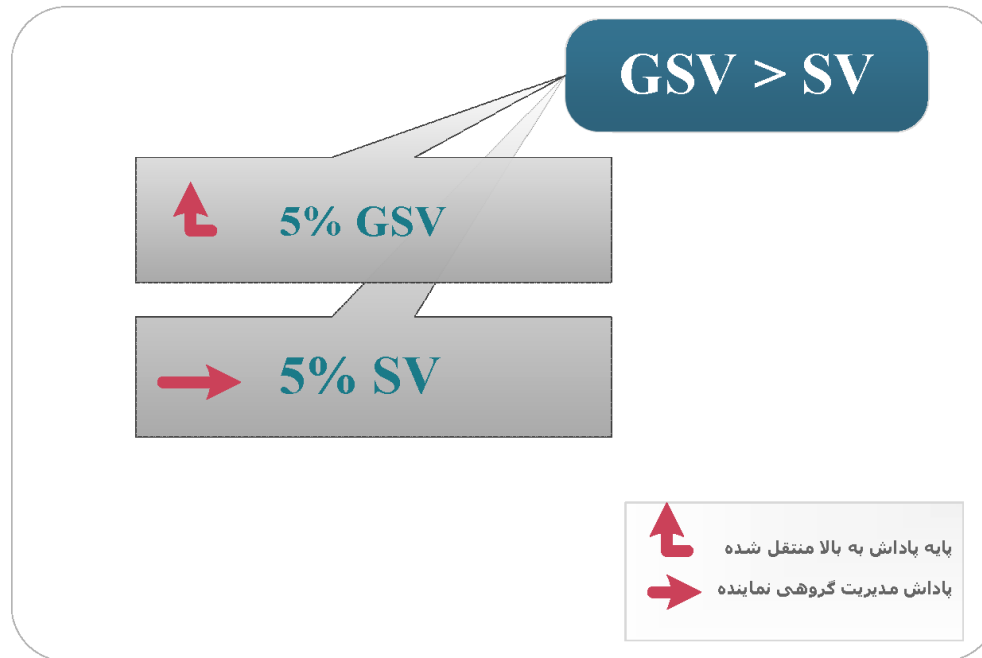 GSV > SV
5% GSV
5% SV
پایه پاداش به بالا منتقل شده
پاداش مدیریت گروهی نماینده